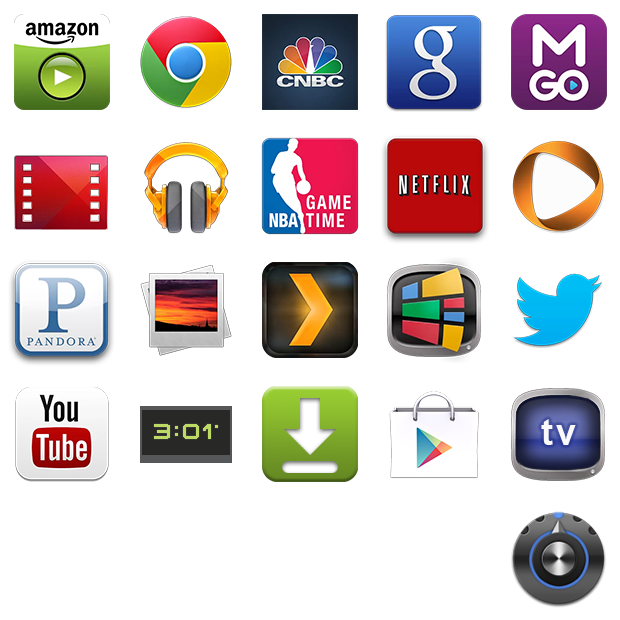 amazon
CNBC
g
M
GO
NBA
GAME
TIME
NETFLIX
P
PANDORA
You
Tube
3:01
tv